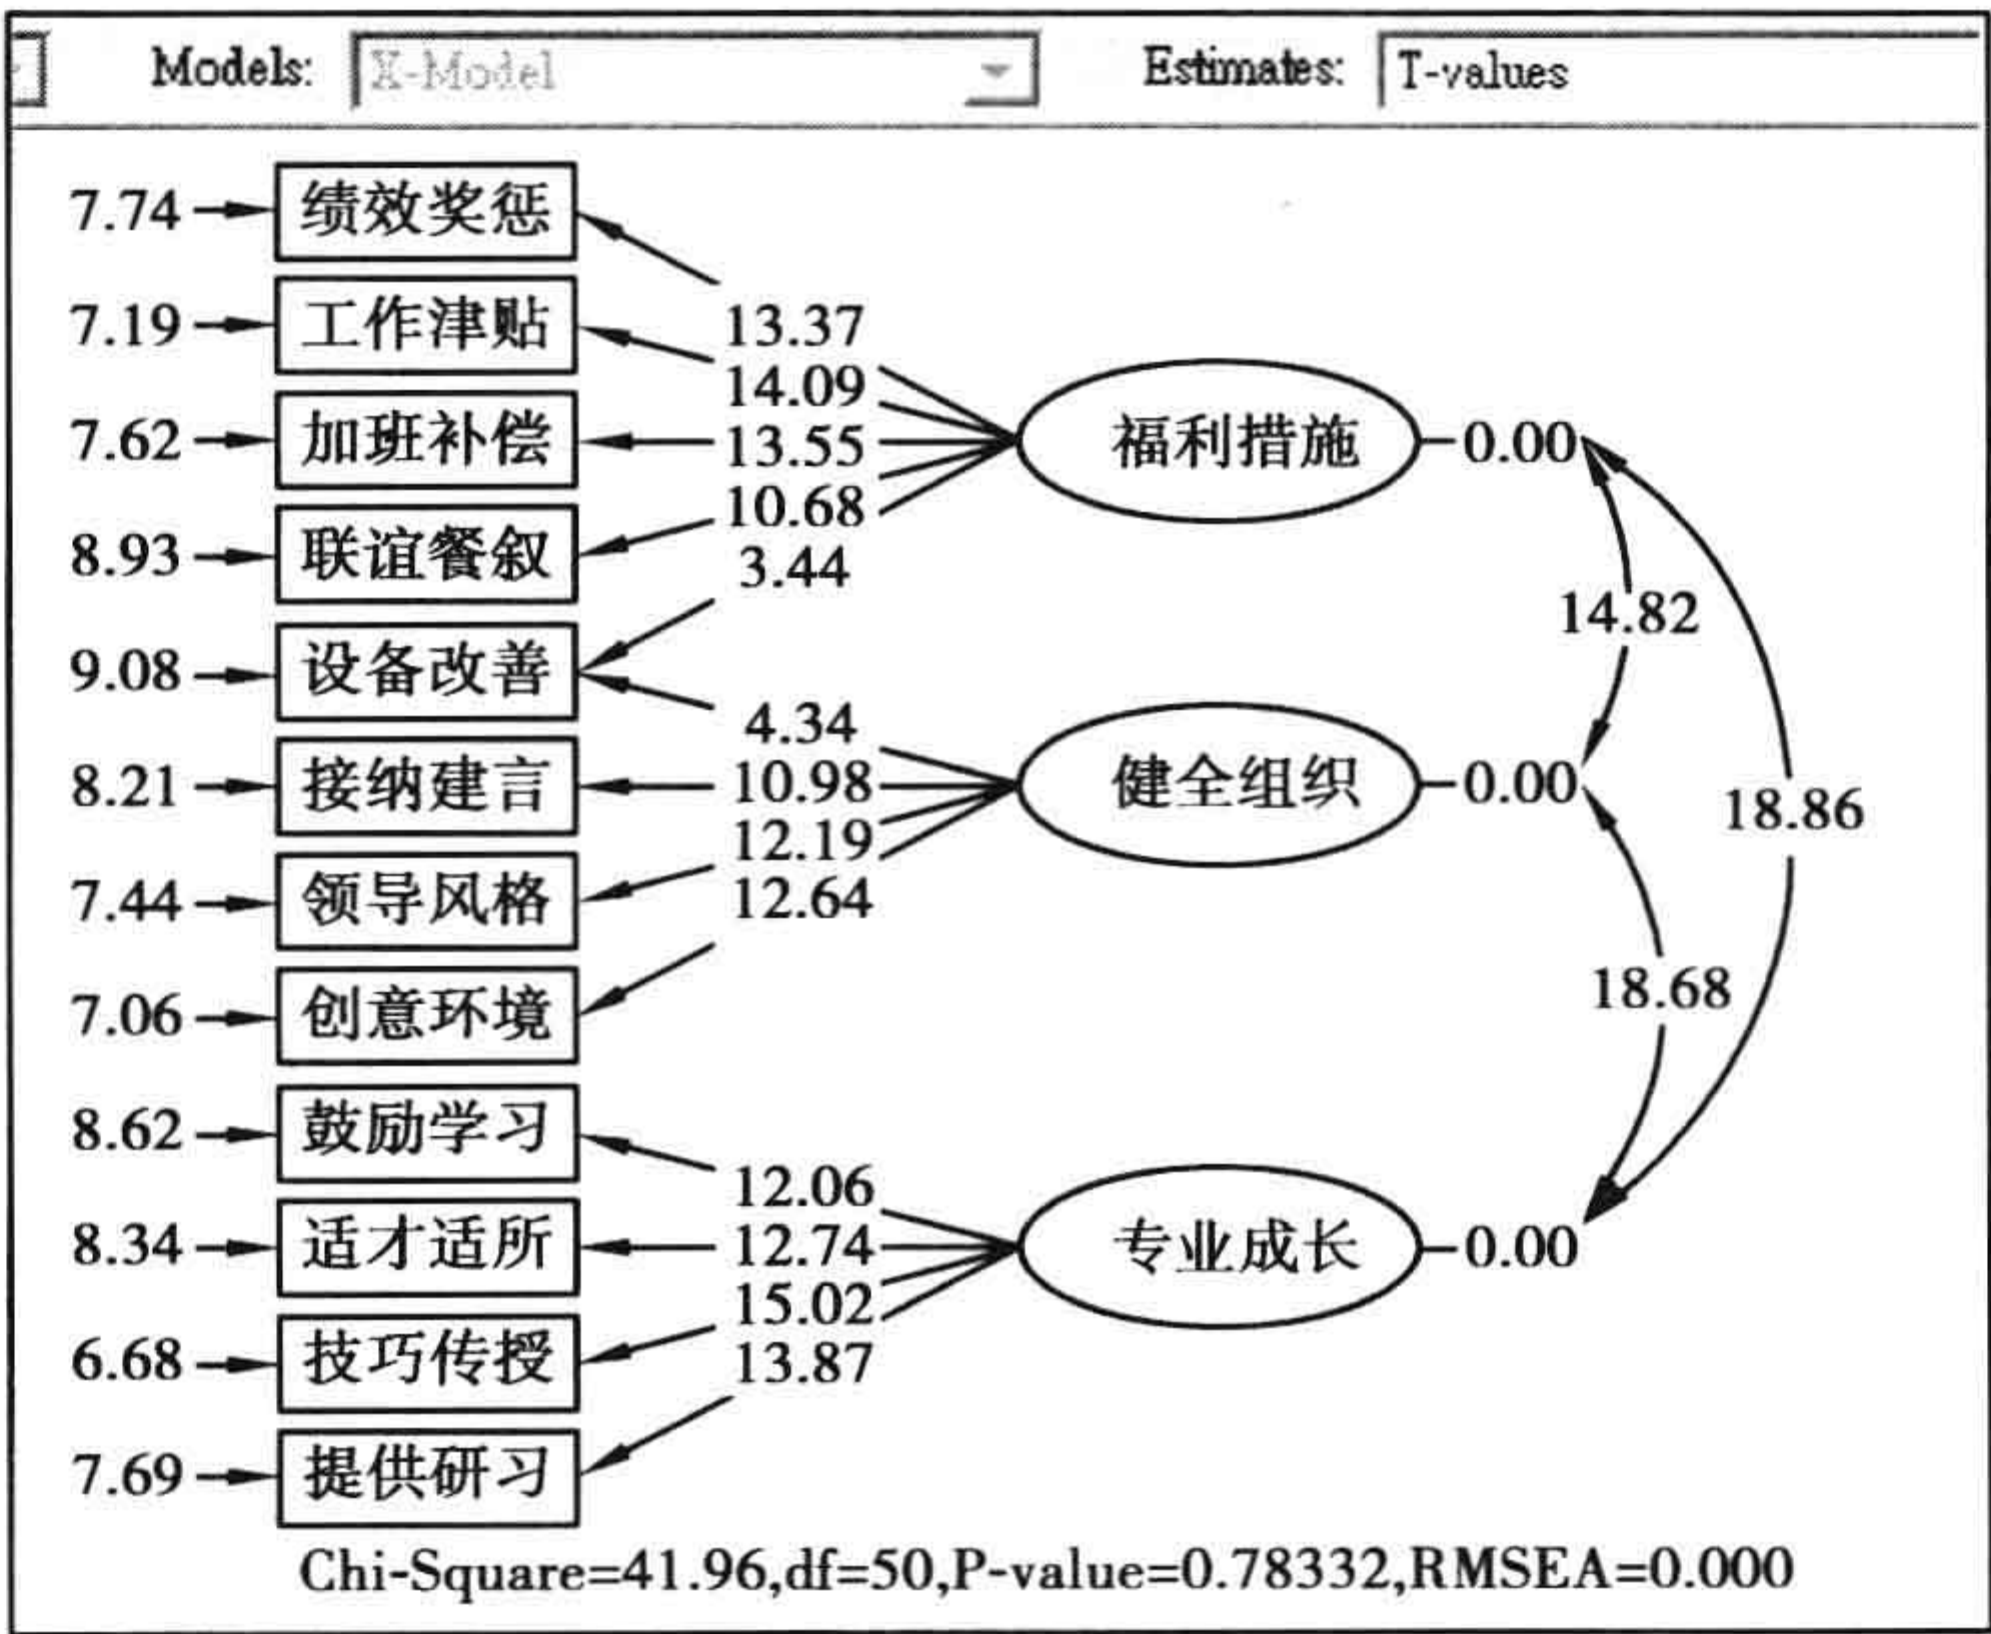 Models: X-Model Estimates: T-values
7.74 绩效奖惩
7.19 工作津贴 13.37
14.09
7.62 加班补偿 13.55 福利措施 0.00
10.68
8.93 联谊餐叙 3.44
14.82
9.08 设备改善
4.34
8.21 接纳建言 10.98 健全组织 0.00 18.86
12.19
7.44 领导风格 12.64
18.68
7.06 创意环境
8.62 鼓励学习
12.06
8.34 适才适所 12.74 专业成长 0.00
15.02
6.68 技巧传授 13.87
7.69 提供研习
Chi-Square=41.96,df=50,P-value=0.78332,RMSEA=0.000